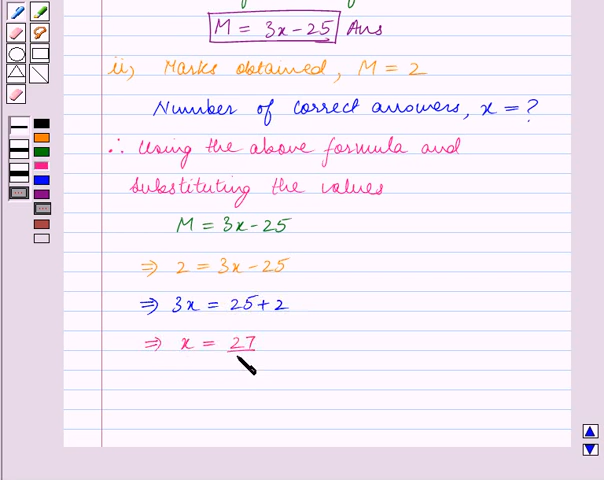 M = 3x - 25 Ans
ii) Marks obtained, M = 2
Number of correct answers, x = ?
∴ Using the above formula and
substituting the values
M = 3x - 25
⇒ 2 = 3x - 25
⇒ 3x = 25 + 2
⇒ x = 27